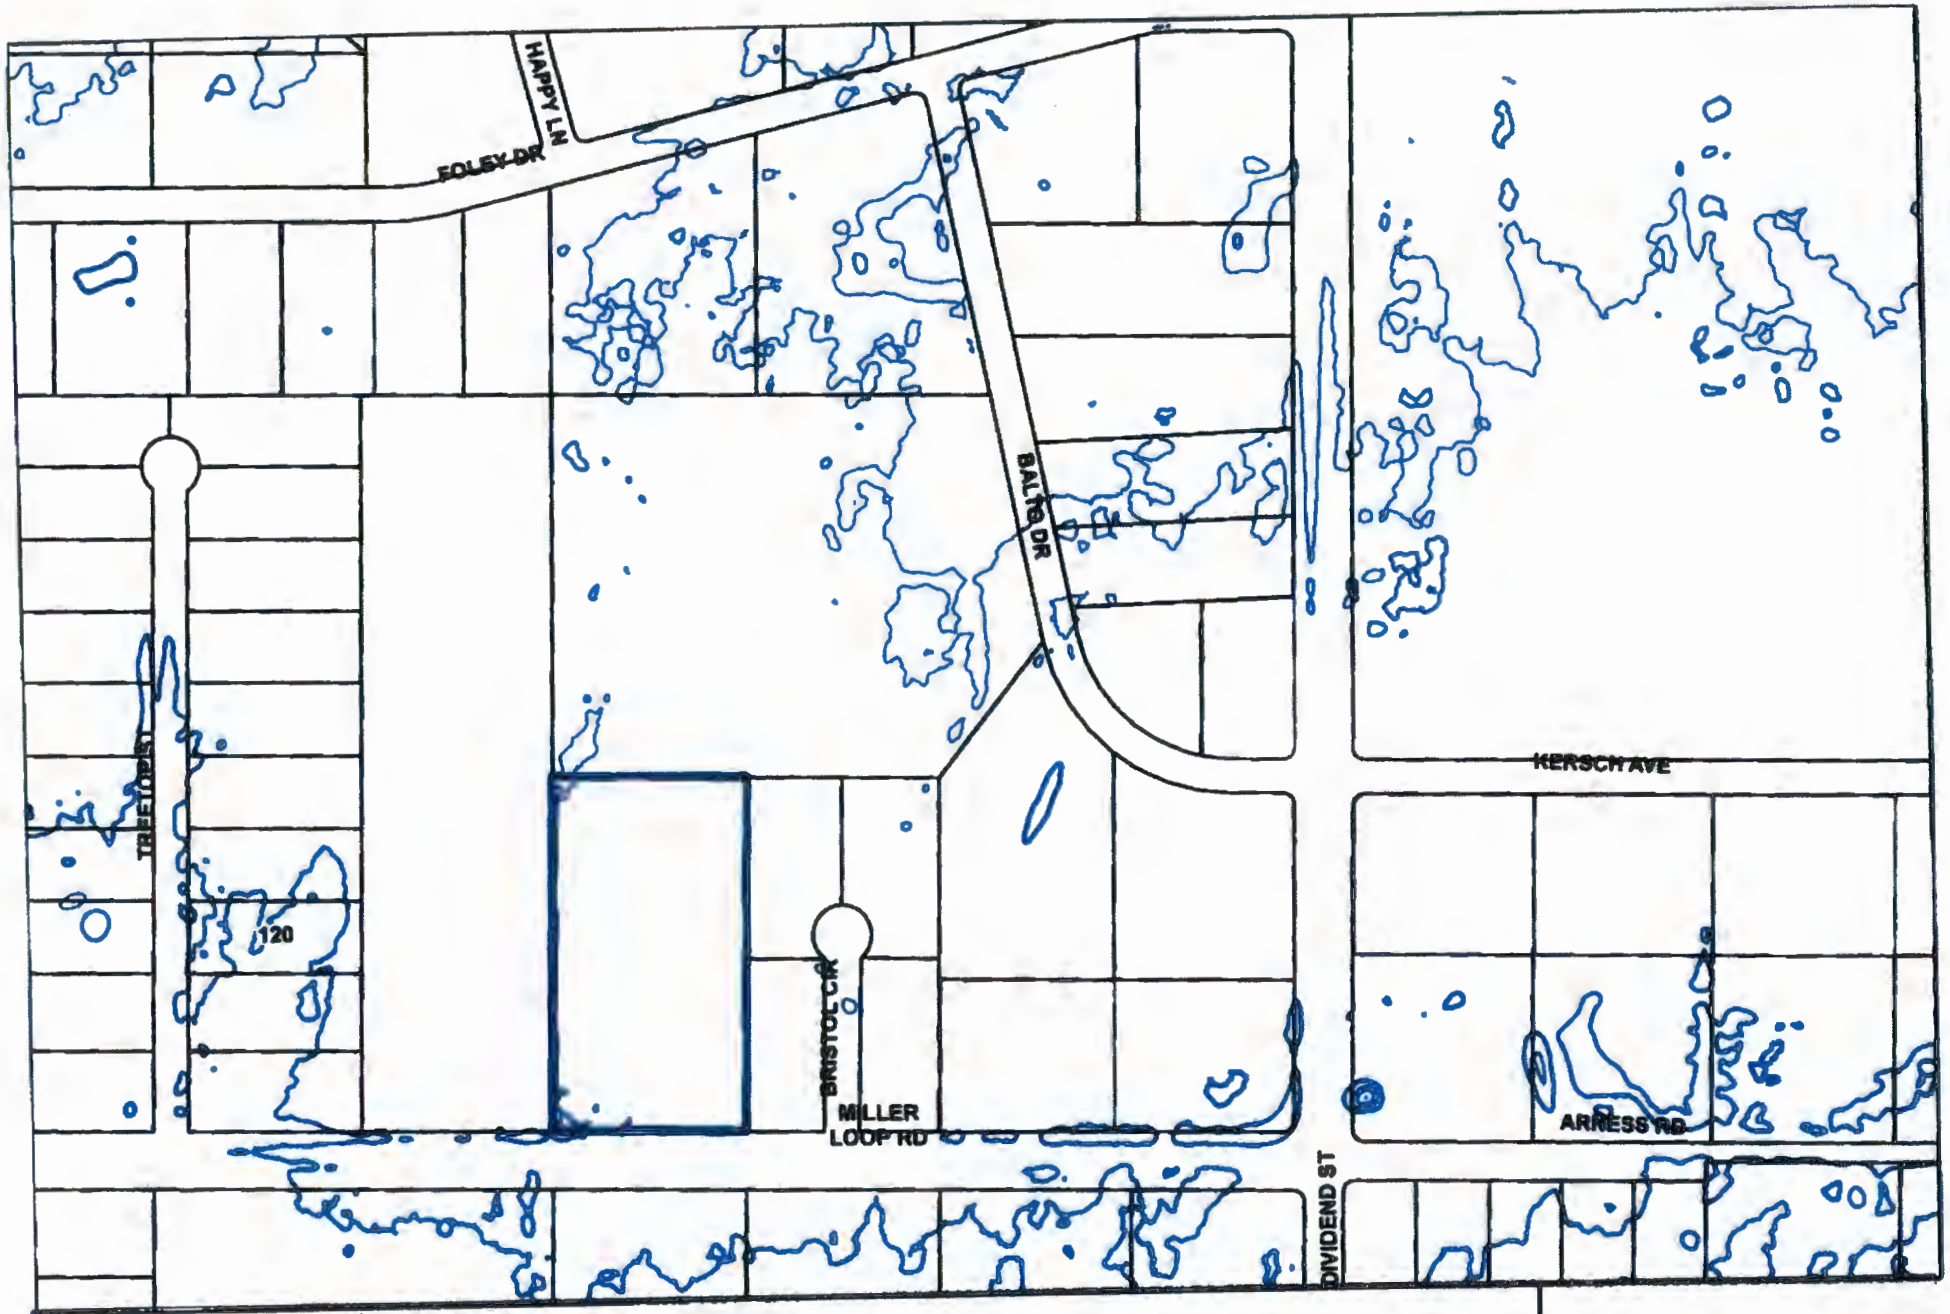 HAPPY LN
FOLEY DR
BALTO DR
KERSCH AVE
TREETOP ST
120
BRISTOL CIR
MILLER
LOOP RD
ARNESS RD
DIVIDEND ST